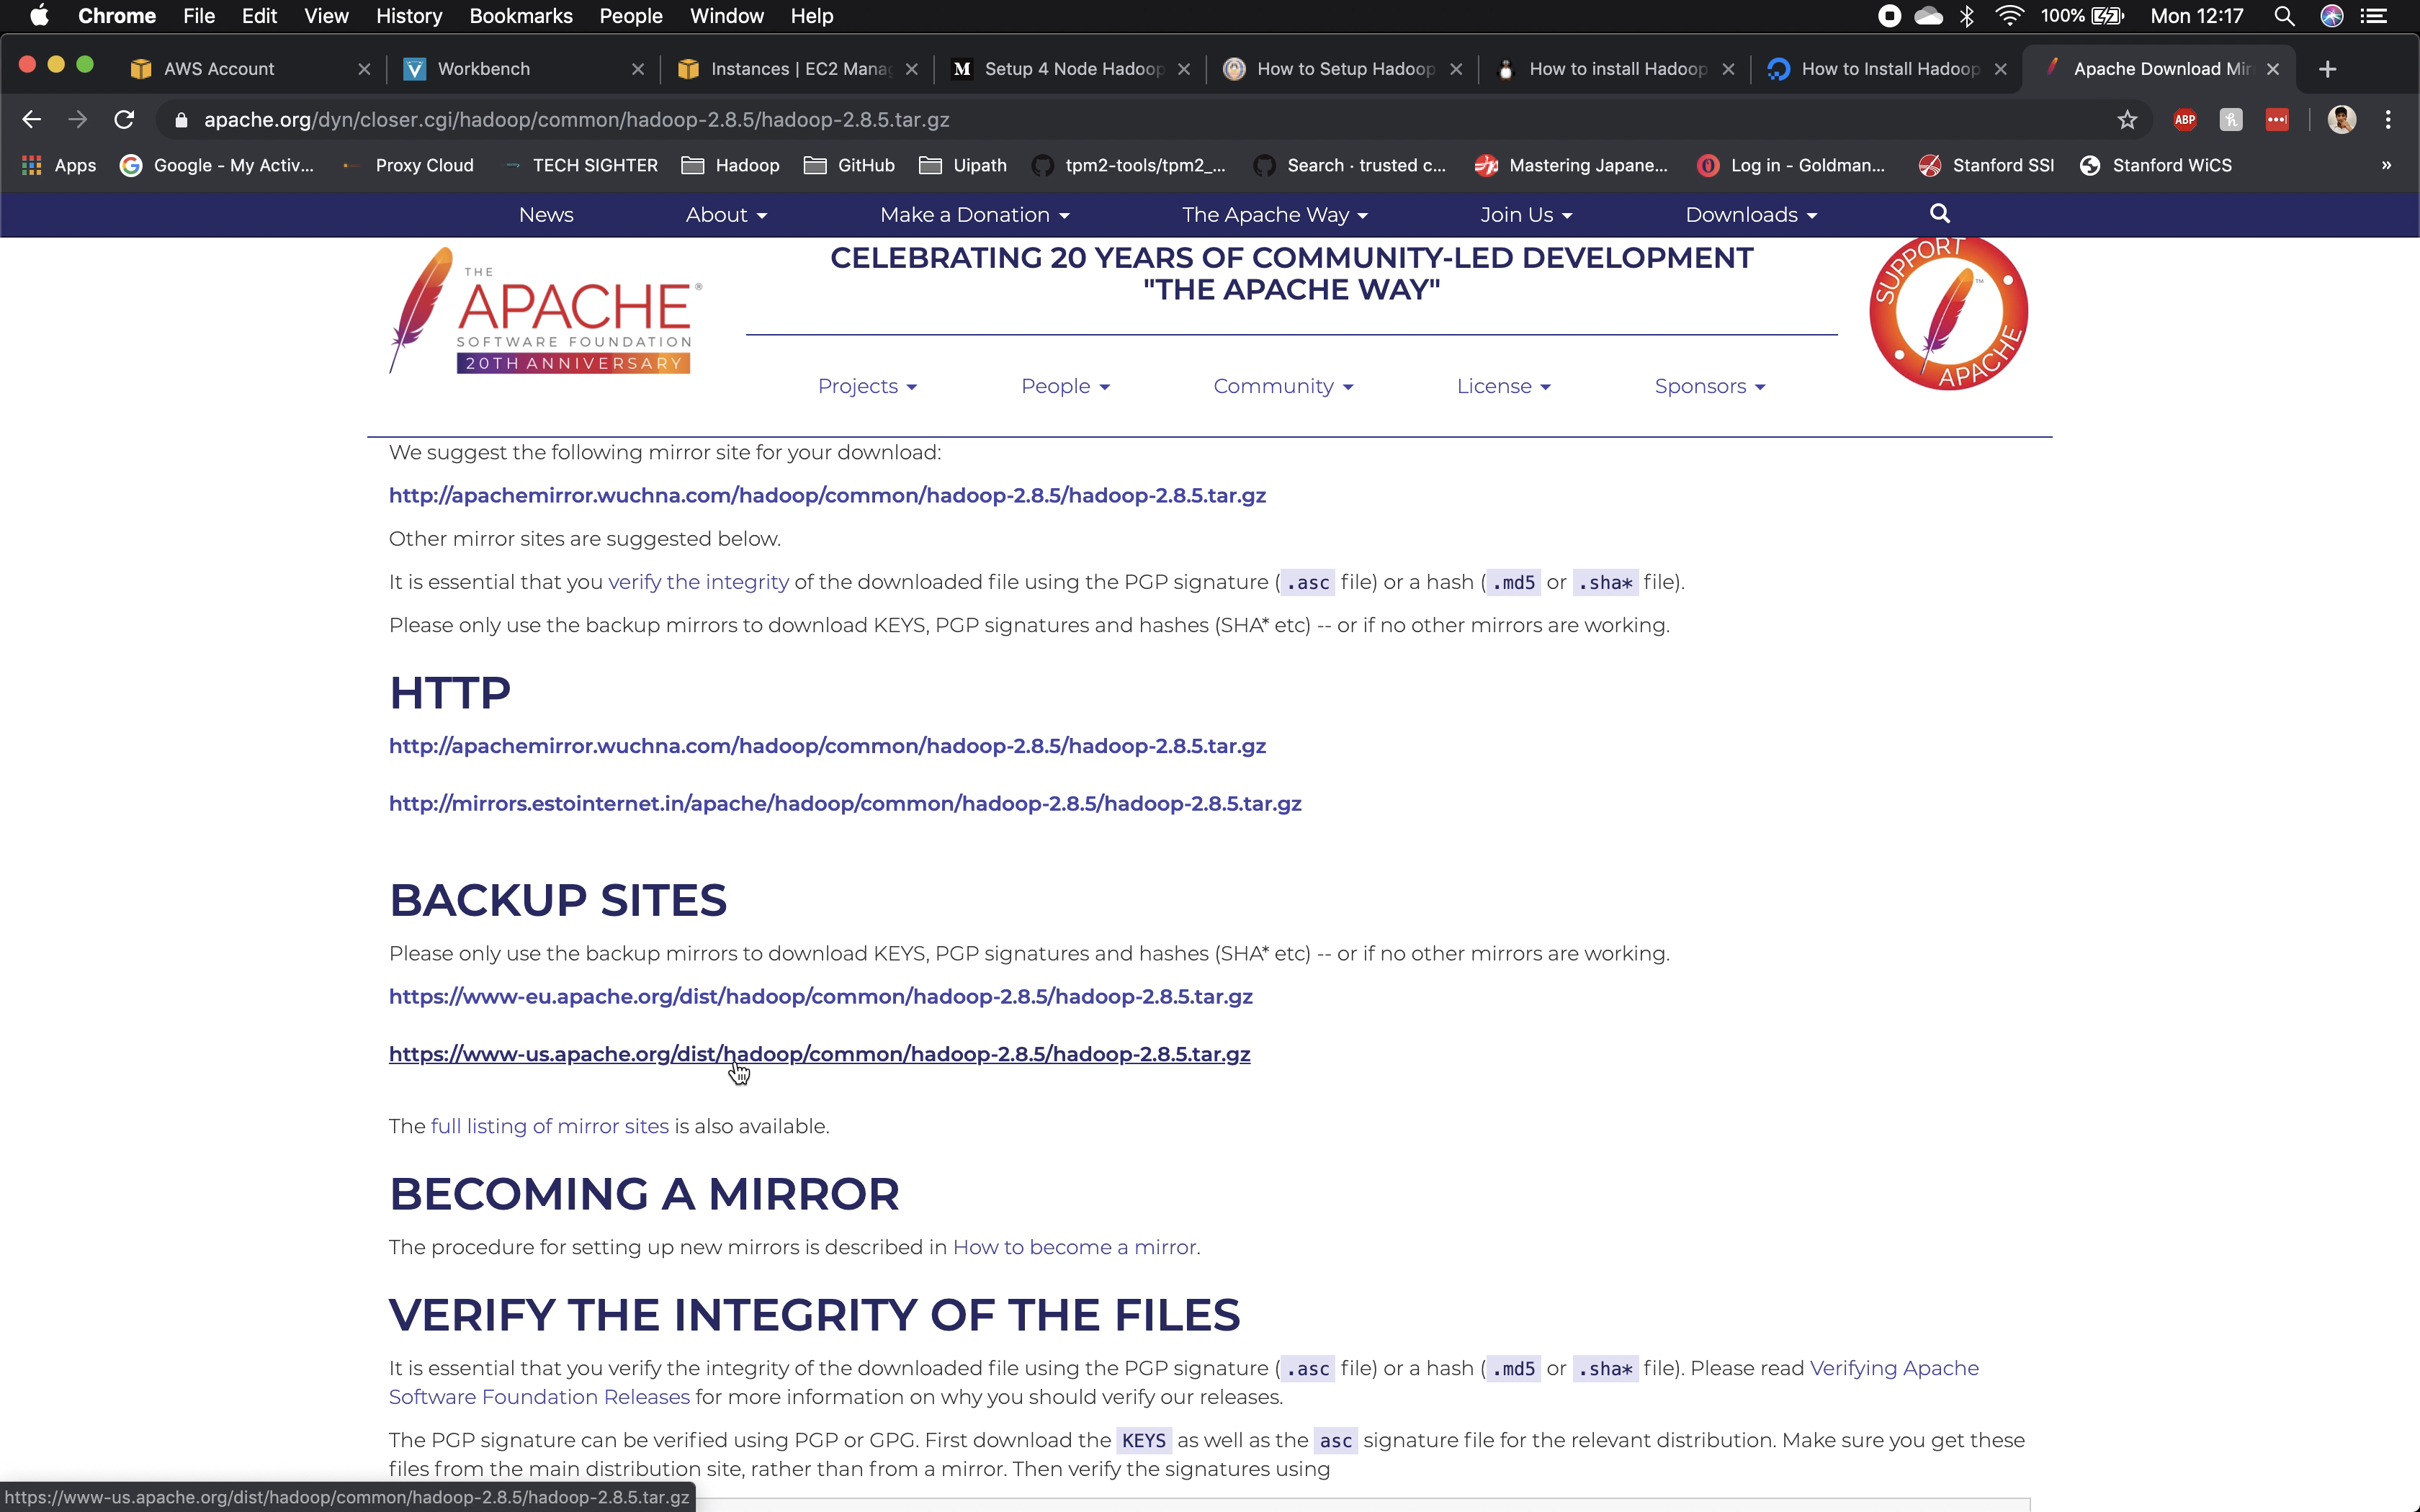 Chrome File Edit View History Bookmarks People Window Help 100% Mon 12:17
AWS Account Workbench Instances | EC2 Mana M Setup 4 Node Hadoop How to Setup Hadoop How to install Hadoop How to Install Hadoop Apache Download Mir
apache.org/dyn/closer.cgi/hadoop/common/hadoop-2.8.5/hadoop-2.8.5.tar.gz ABP
Apps Google - My Activ... Proxy Cloud TECH SIGHTER Hadoop GitHub Uipath tpm2-tools/tpm2_... Search · trusted c... Mastering Japane... Log in - Goldman... Stanford SSI Stanford WiCS »
News About Make a Donation The Apache Way Join Us Downloads
THE
APACHE®
SOFTWARE FOUNDATION
20TH ANNIVERSARY
CELEBRATING 20 YEARS OF COMMUNITY-LED DEVELOPMENT
"THE APACHE WAY"
SUPPORT
APACHE
™
Projects People Community License Sponsors
We suggest the following mirror site for your download:
http://apachemirror.wuchna.com/hadoop/common/hadoop-2.8.5/hadoop-2.8.5.tar.gz
Other mirror sites are suggested below.
It is essential that you verify the integrity of the downloaded file using the PGP signature (.asc file) or a hash (.md5 or .sha* file).
Please only use the backup mirrors to download KEYS, PGP signatures and hashes (SHA* etc) -- or if no other mirrors are working.
HTTP
http://apachemirror.wuchna.com/hadoop/common/hadoop-2.8.5/hadoop-2.8.5.tar.gz
http://mirrors.estointernet.in/apache/hadoop/common/hadoop-2.8.5/hadoop-2.8.5.tar.gz
BACKUP SITES
Please only use the backup mirrors to download KEYS, PGP signatures and hashes (SHA* etc) -- or if no other mirrors are working.
https://www-eu.apache.org/dist/hadoop/common/hadoop-2.8.5/hadoop-2.8.5.tar.gz
https://www-us.apache.org/dist/hadoop/common/hadoop-2.8.5/hadoop-2.8.5.tar.gz
The full listing of mirror sites is also available.
BECOMING A MIRROR
The procedure for setting up new mirrors is described in How to become a mirror.
VERIFY THE INTEGRITY OF THE FILES
It is essential that you verify the integrity of the downloaded file using the PGP signature (.asc file) or a hash (.md5 or .sha* file). Please read Verifying Apache
Software Foundation Releases for more information on why you should verify our releases.
The PGP signature can be verified using PGP or GPG. First download the KEYS as well as the asc signature file for the relevant distribution. Make sure you get these
files from the main distribution site, rather than from a mirror. Then verify the signatures using
https://www-us.apache.org/dist/hadoop/common/hadoop-2.8.5/hadoop-2.8.5.tar.gz